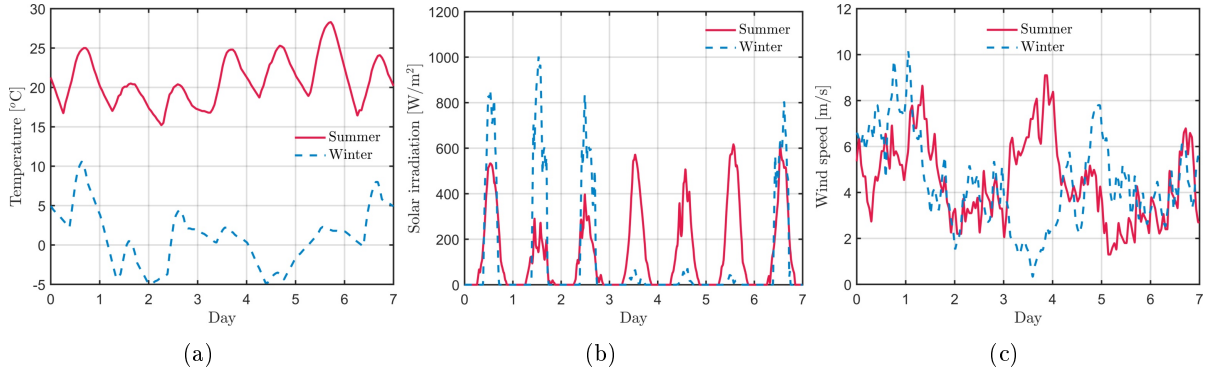 30
25
20
15
10
5
0
-5
0 1 2 3 4 5 6 7
Temperature [°C]
Summer
Winter
Day
(a)
1200
1000
800
600
400
200
0
0 1 2 3 4 5 6 7
Solar irradiation [W/m²]
Summer
Winter
Day
(b)
12
10
8
6
4
2
0
0 1 2 3 4 5 6 7
Wind speed [m/s]
Summer
Winter
Day
(c)